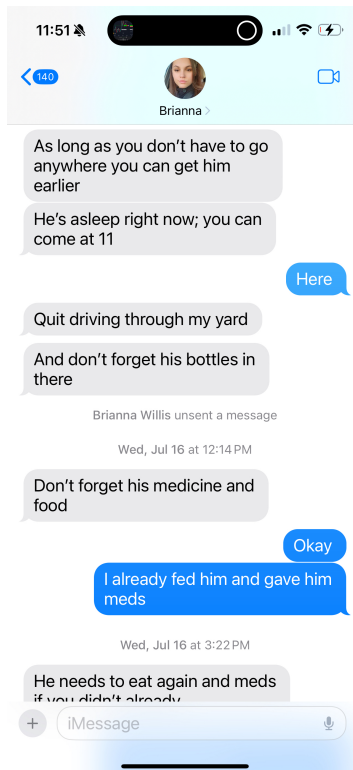 11:51
140
Brianna
As long as you don't have to go
anywhere you can get him
earlier
He's asleep right now; you can
come at 11
Here
Quit driving through my yard
And don't forget his bottles in
there
Brianna Willis unsent a message
Wed, Jul 16 at 12:14 PM
Don't forget his medicine and
food
Okay
I already fed him and gave him
meds
Wed, Jul 16 at 3:22 PM
He needs to eat again and meds
if you didn't already
iMessage